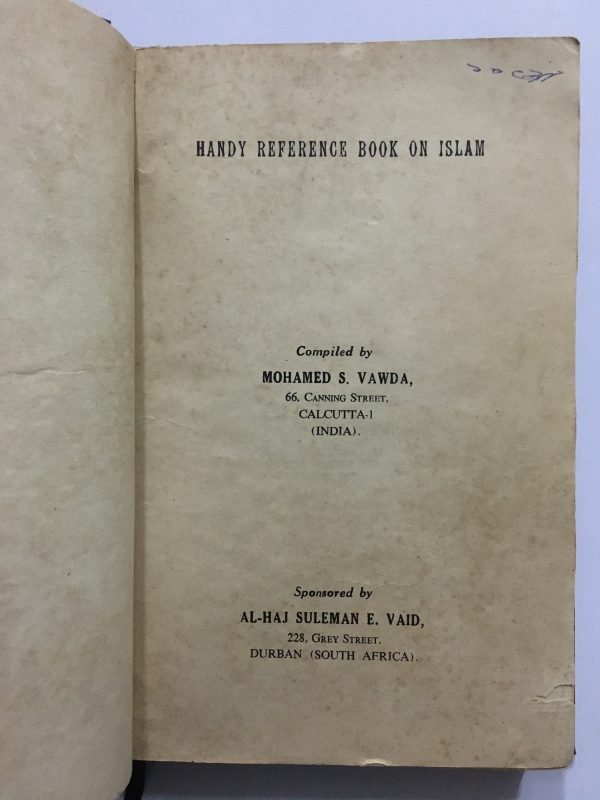 HANDY REFERENCE BOOK ON ISLAM
Compiled by
MOHAMED S. VAWDA,
66, CANNING STREET,
CALCUTTA-1
(INDIA).
Sponsored by
AL-HAJ SULEMAN E. VAID,
228, GREY STREET,
DURBAN (SOUTH AFRICA).